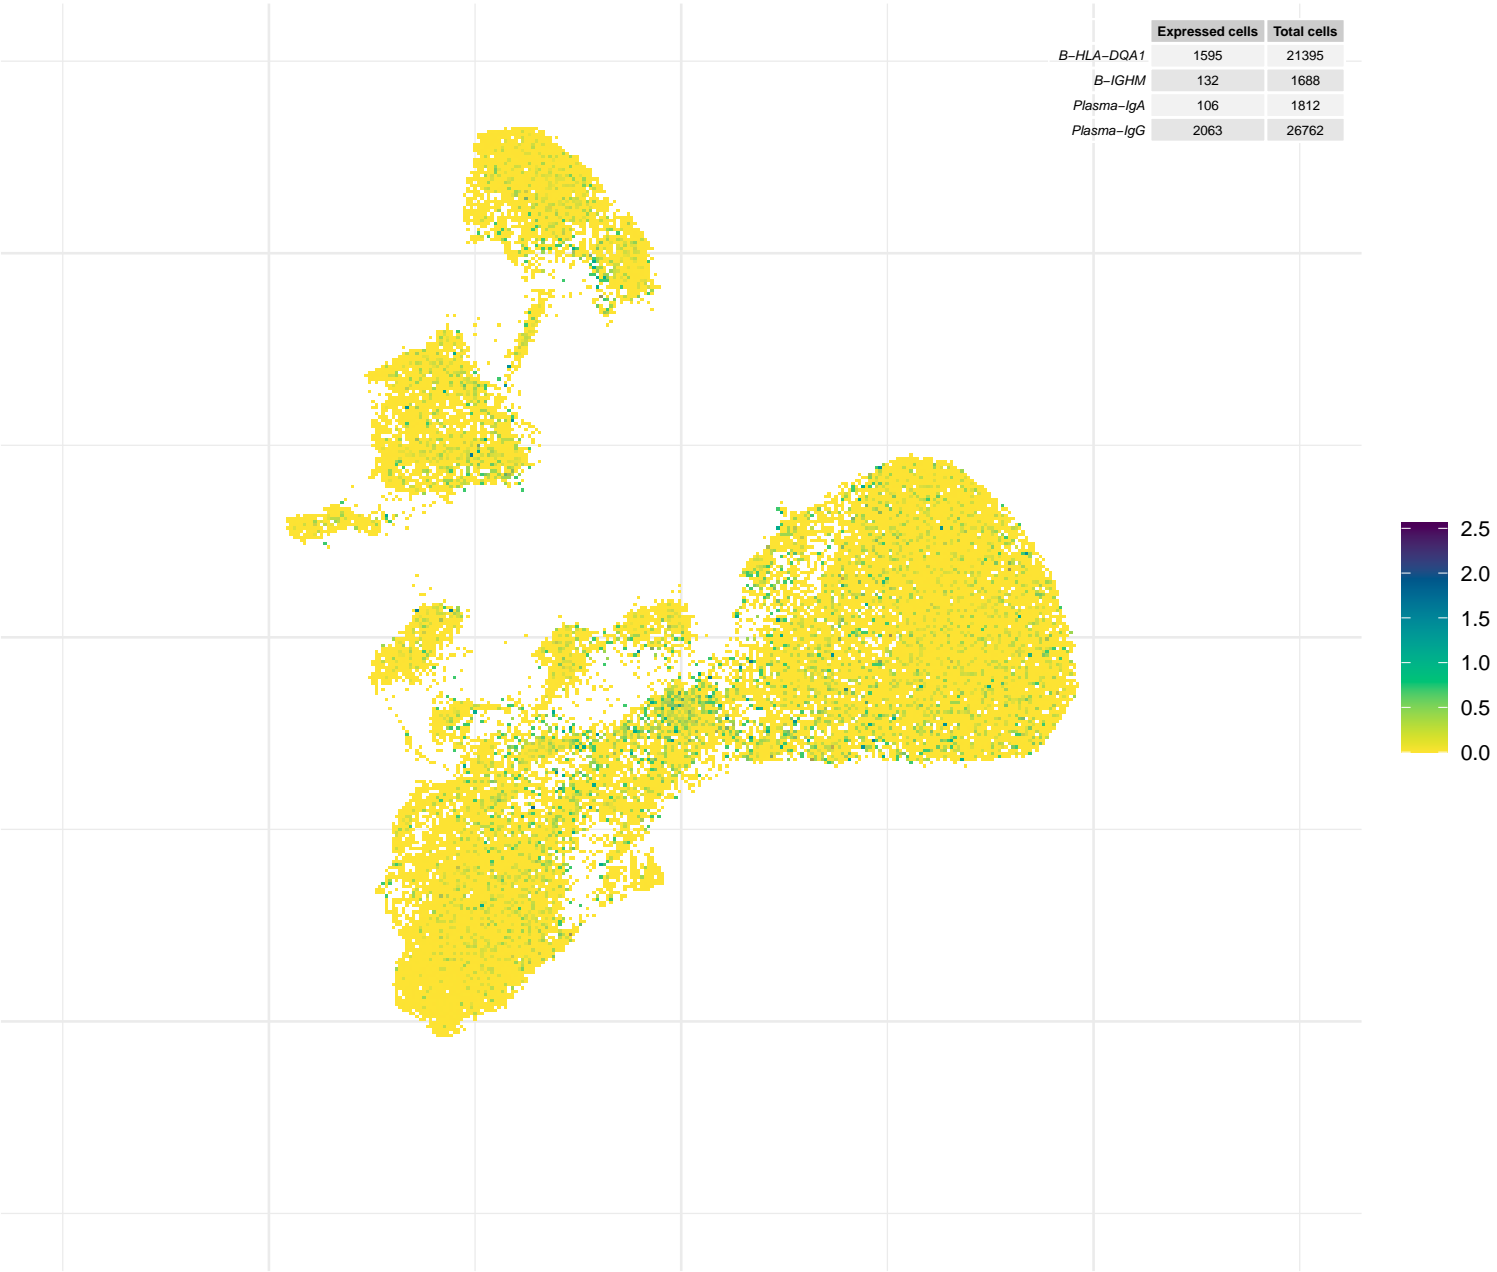 Expressed cells Total cells
B−HLA−DQA1 1595 21395
B−IGHM 132 1688
Plasma−IgA 106 1812
Plasma−IgG 2063 26762
2.5
2.0
1.5
1.0
0.5
0.0